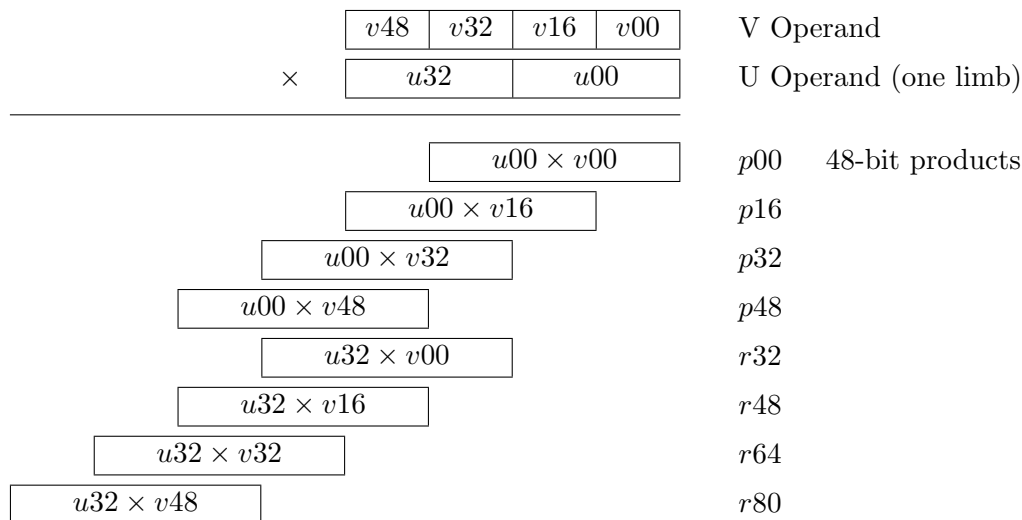 v48 v32 v16 v00 V Operand
× u32 u00 U Operand (one limb)
u00 × v00 p00 48-bit products
u00 × v16 p16
u00 × v32 p32
u00 × v48 p48
u32 × v00 r32
u32 × v16 r48
u32 × v32 r64
u32 × v48 r80